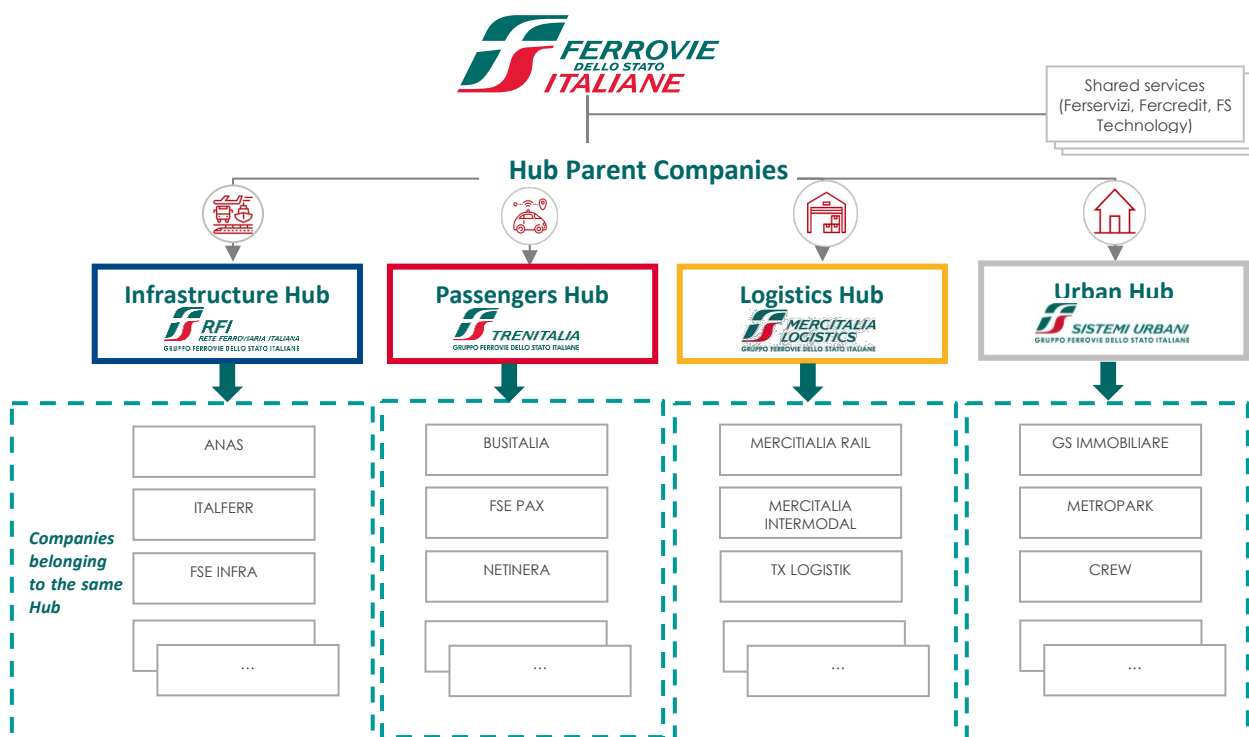 FERROVIE
DELLO STATO
ITALIANE
Shared services
(Ferservizi, Fercredit, FS
Technology)
Hub Parent Companies
Infrastructure Hub
RFI
RETE FERROVIARIA ITALIANA
GRUPPO FERROVIE DELLO STATO ITALIANE
Passengers Hub
TRENITALIA
GRUPPO FERROVIE DELLO STATO ITALIANE
Logistics Hub
MERCITALIA
LOGISTICS
GRUPPO FERROVIE DELLO STATO ITALIANE
Urban Hub
SISTEMI URBANI
GRUPPO FERROVIE DELLO STATO ITALIANE
Companies
belonging
to the same
Hub
ANAS
ITALFERR
FSE INFRA
...
BUSITALIA
FSE PAX
NETINERA
...
MERCITIALIA RAIL
MERCITALIA
INTERMODAL
TX LOGISTIK
...
GS IMMOBILIARE
METROPARK
CREW
...